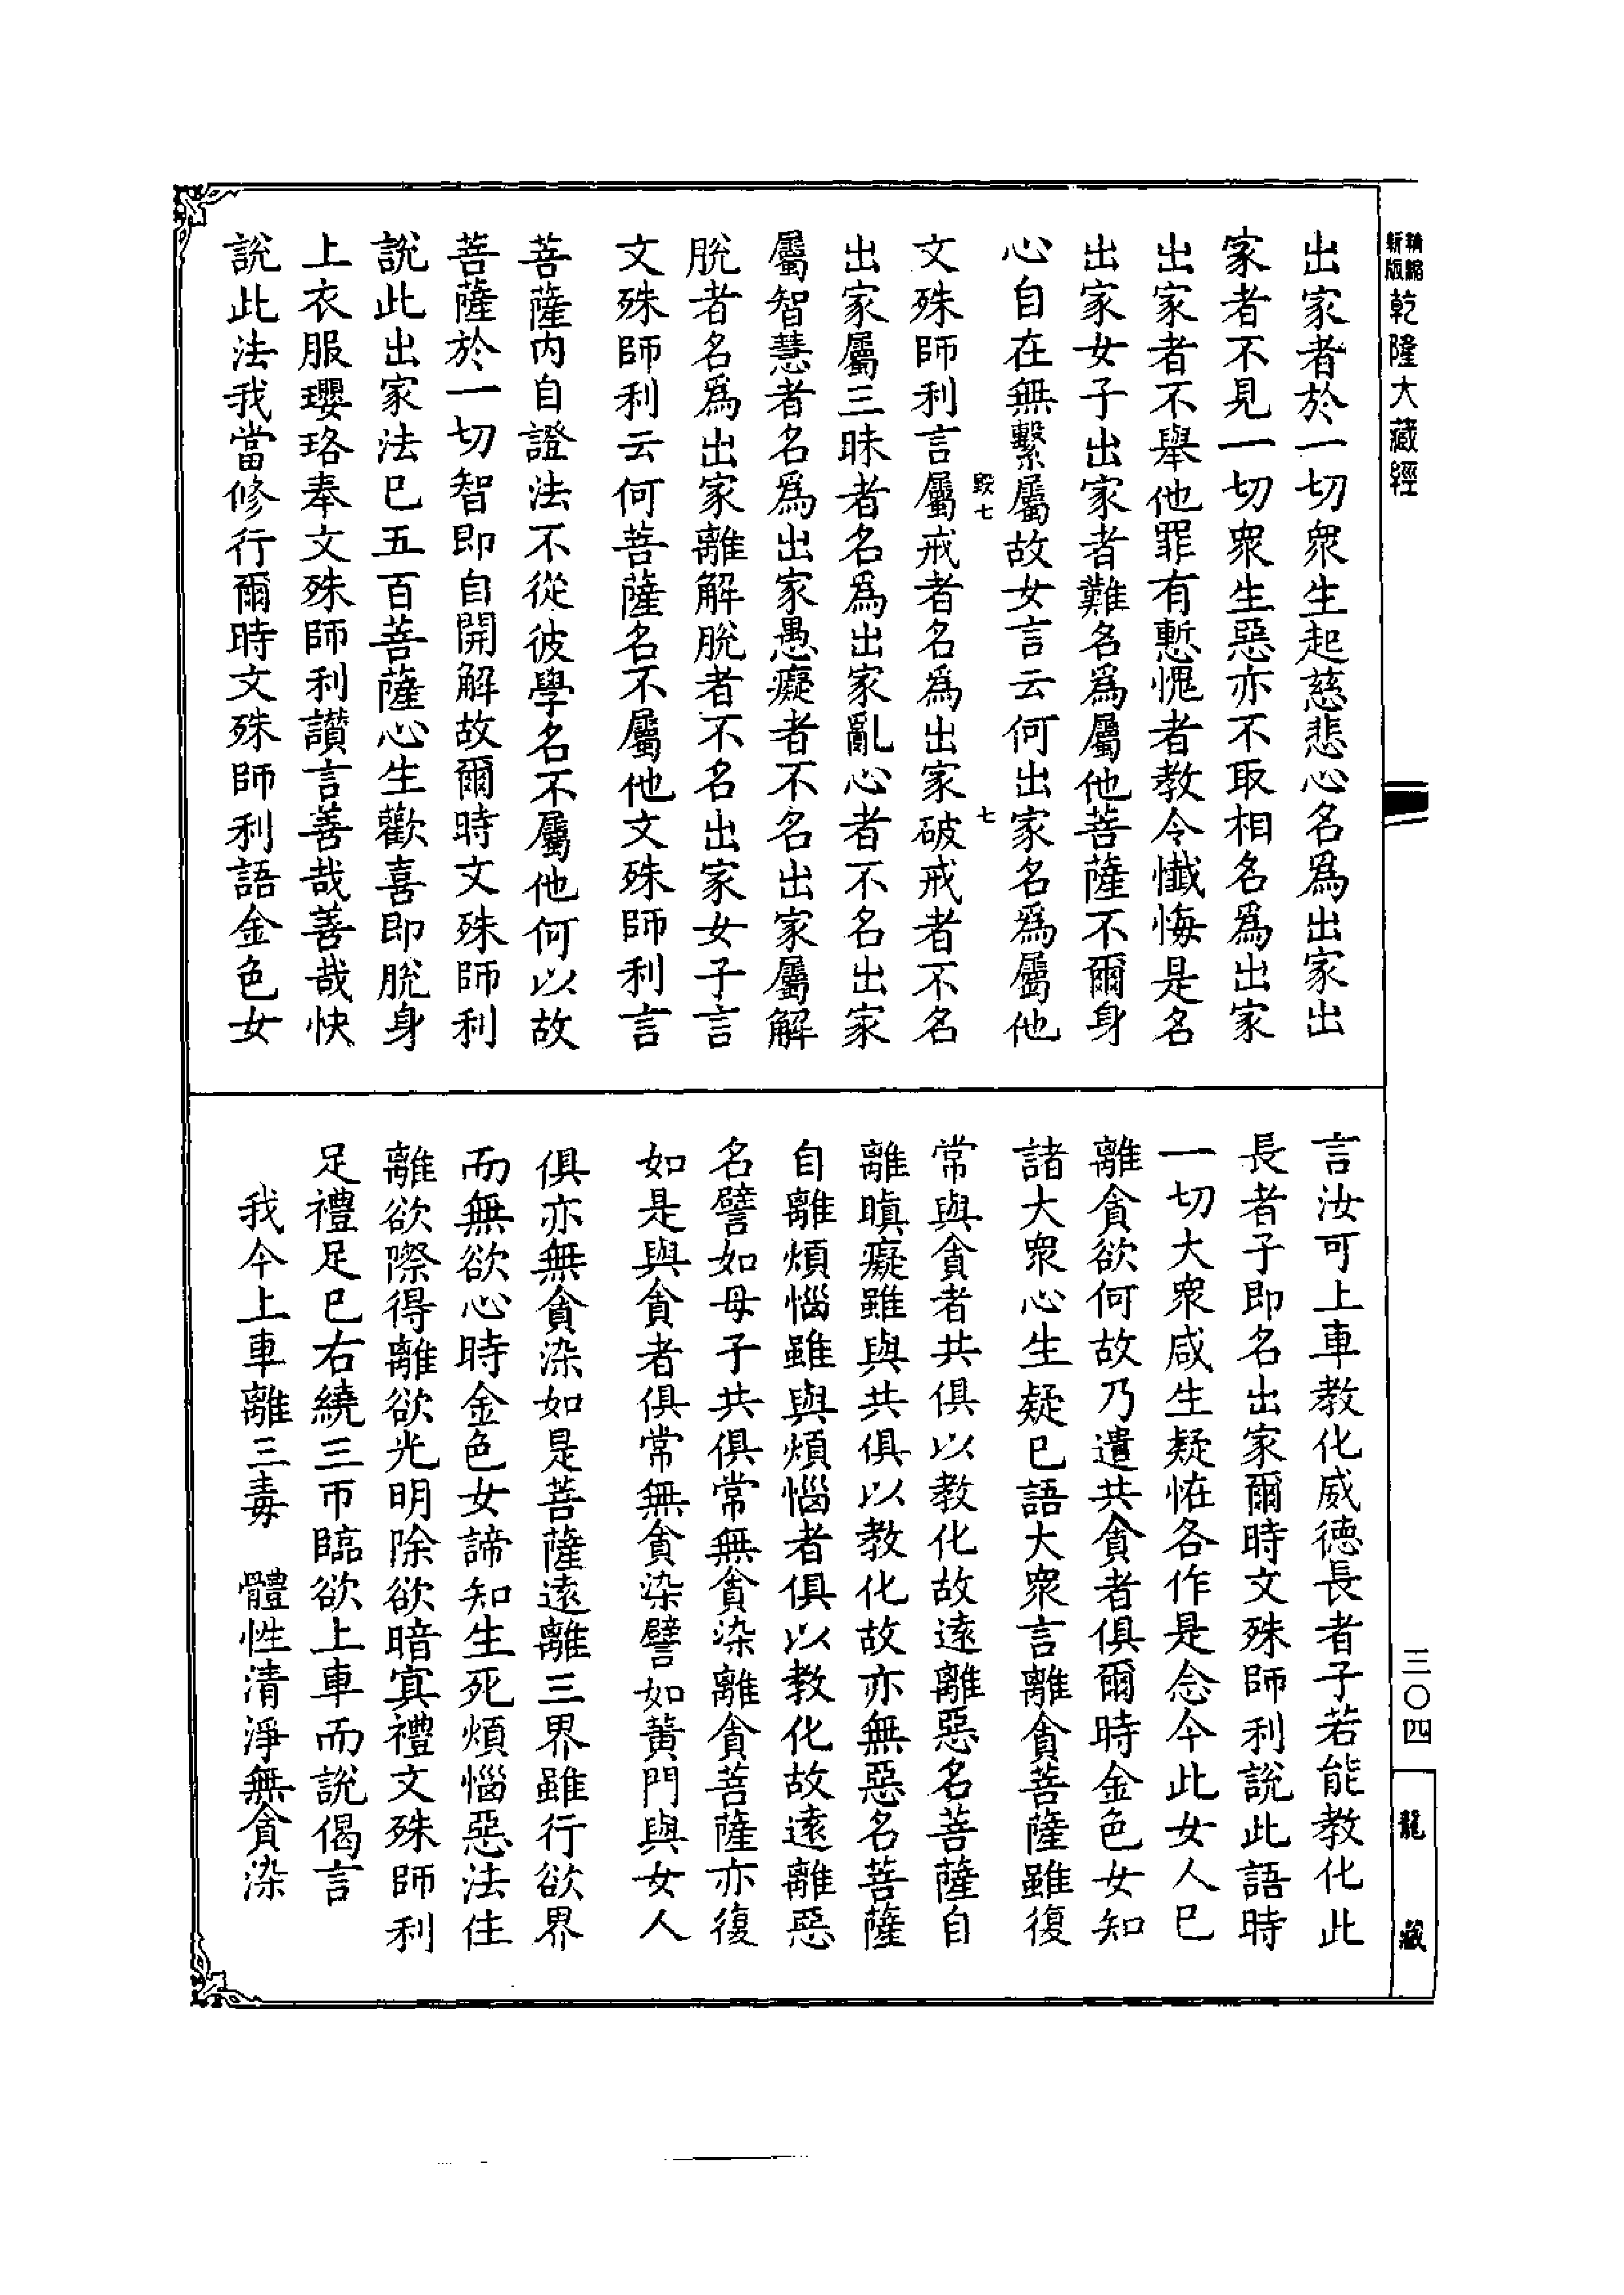 精縮
新版
乾隆大藏經
三〇四
龍藏
出家者於一切衆生起慈悲心名爲出家出
家者不見一切衆生惡亦不取相名爲出家
出家者不舉他罪有慙愧者教令懺悔是名
出家女子出家者難名爲屬他菩薩不爾身
心自在無繫屬故女言云何出家名爲屬他
毀七
七
文殊師利言屬戒者名爲出家破戒者不名
出家屬三昧者名爲出家亂心者不名出家
屬智慧者名爲出家愚癡者不名出家屬解
脫者名爲出家離解脫者不名出家女子言
文殊師利云何菩薩名不屬他文殊師利言
菩薩內自證法不從彼學名不屬他何以故
菩薩於一切智即自開解故爾時文殊師利
說此出家法已五百菩薩心生歡喜即脫身
上衣服瓔珞奉文殊師利讚言善哉善哉快
說此法我當修行爾時文殊師利語金色女
言汝可上車教化威德長者子若能教化此
長者子即名出家爾時文殊師利說此語時
一切大衆咸生疑恠各作是念今此女人已
離貪欲何故乃遣共貪者俱爾時金色女知
諸大衆心生疑已語大衆言離貪菩薩雖復
常與貪者共俱以教化故遠離惡名菩薩自
離瞋癡雖與共俱以教化故亦無惡名菩薩
自離煩惱雖與煩惱者俱以教化故遠離惡
名譬如母子共俱常無貪染離貪菩薩亦復
如是與貪者俱常無貪染譬如黃門與女人
俱亦無貪染如是菩薩遠離三界雖行欲界
而無欲心時金色女諦知生死煩惱惡法住
離欲際得離欲光明除欲暗冥禮文殊師利
足禮足已右繞三帀臨欲上車而說偈言
我今上車離三毒　體性清淨無貪染